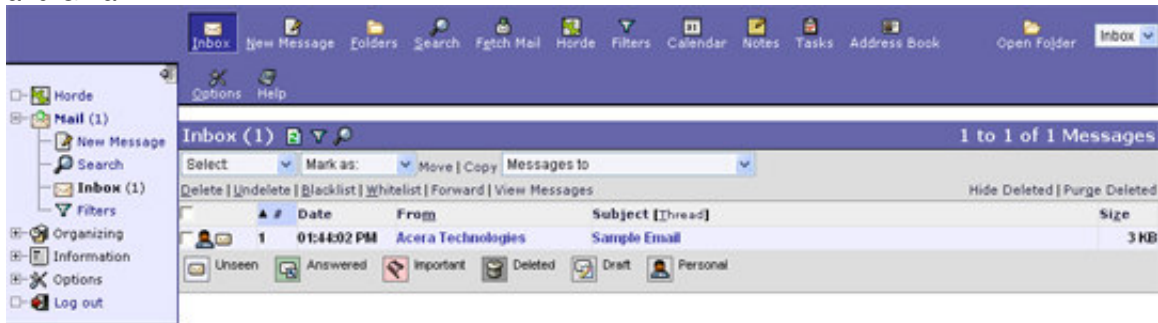 Inbox New Message Folders Search Fetch Mail Horde Filters Calendar Notes Tasks Address Book Open Folder Inbox
Options Help
Horde
Mail (1)
New Message
Search
Inbox (1)
Filters
Organizing
Information
Options
Log out
Inbox (1) 1 to 1 of 1 Messages
Select Mark as: Move | Copy Messages to
Delete | Undelete | Blacklist | Whitelist | Forward | View Messages Hide Deleted | Purge Deleted
# Date From Subject [Thread] Size
1 01:44:02 PM Acera Technologies Sample Email 3 KB
Unseen Answered Important Deleted Draft Personal